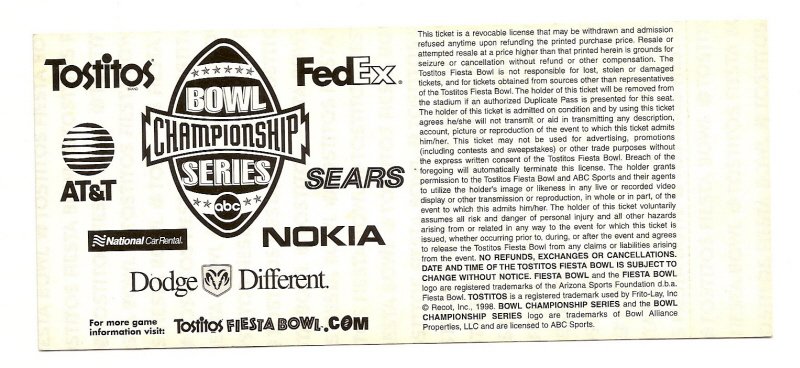 Tostitos
BRAND
FedEx
BOWL
CHAMPIONSHIP
SERIES
abc
AT&T
SEARS
National Car Rental.
NOKIA
Dodge Different.
For more game
information visit:
Tostitos FIESTA BOWL.COM
This ticket is a revocable license that may be withdrawn and admission
refused anytime upon refunding the printed purchase price. Resale or
attempted resale at a price higher than that printed herein is grounds for
seizure or cancellation without refund or other compensation. The
Tostitos Fiesta Bowl is not responsible for lost, stolen or damaged
tickets, and for tickets obtained from sources other than representatives
of the Tostitos Fiesta Bowl. The holder of this ticket will be removed from
the stadium if an authorized Duplicate Pass is presented for this seat.
The holder of this ticket is admitted on condition and by using this ticket
agrees he/she will not transmit or aid in transmitting any description,
account, picture or reproduction of the event to which this ticket admits
him/her. This ticket may not be used for advertising, promotions
(including contests and sweepstakes) or other trade purposes without
the express written consent of the Tostitos Fiesta Bowl. Breach of the
foregoing will automatically terminate this license. The holder grants
permission to the Tostitos Fiesta Bowl and ABC Sports and their agents
to utilize the holder's image or likeness in any live or recorded video
display or other transmission or reproduction, in whole or in part, of the
event to which this admits him/her. The holder of this ticket voluntarily
assumes all risk and danger of personal injury and all other hazards
arising from or related in any way to the event for which this ticket is
issued, whether occurring prior to, during, or after the event and agrees
to release the Tostitos Fiesta Bowl from any claims or liabilities arising
from the event. NO REFUNDS, EXCHANGES OR CANCELLATIONS.
DATE AND TIME OF THE TOSTITOS FIESTA BOWL IS SUBJECT TO
CHANGE WITHOUT NOTICE. FIESTA BOWL and the FIESTA BOWL
logo are registered trademarks of the Arizona Sports Foundation d.b.a.
Fiesta Bowl. TOSTITOS is a registered trademark used by Frito-Lay, Inc
© Recot, Inc., 1998. BOWL CHAMPIONSHIP SERIES and the BOWL
CHAMPIONSHIP SERIES logo are trademarks of Bowl Alliance
Properties, LLC and are licensed to ABC Sports.